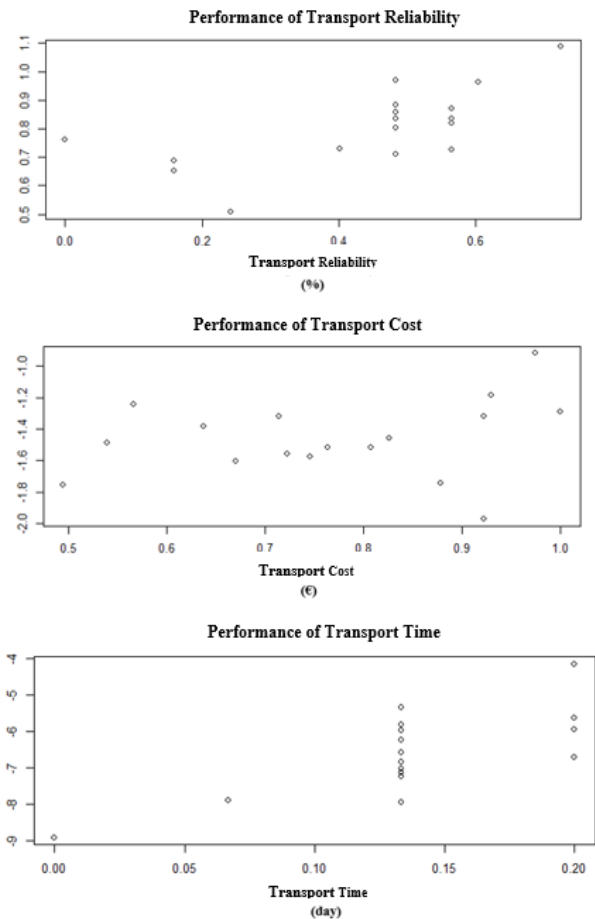 Performance of Transport Reliability
1.1
1.0
0.9
0.8
0.7
0.6
0.5
0.0 0.2 0.4 0.6
Transport Reliability
(%)
Performance of Transport Cost
-1.0
-1.2
-1.4
-1.6
-1.8
-2.0
0.5 0.6 0.7 0.8 0.9 1.0
Transport Cost
(€)
Performance of Transport Time
-4
-5
-6
-7
-8
-9
0.00 0.05 0.10 0.15 0.20
Transport Time
(day)